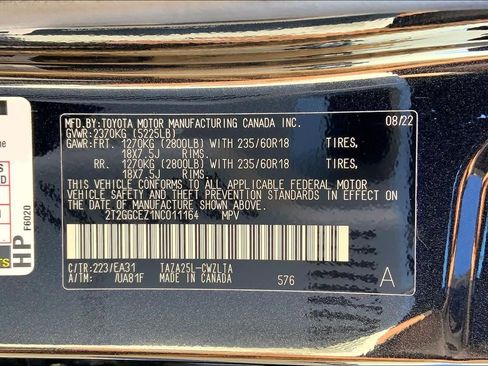 MFD.BY:TOYOTA MOTOR MANUFACTURING CANADA INC. 08/22
GVWR:2370KG (5225LB)
GAWR:FRT. 1270KG (2800LB) WITH 235/60R18 TIRES,
18X7.5J RIMS.
RR. 1270KG (2800LB) WITH 235/60R18 TIRES,
18X7.5J RIMS.
THIS VEHICLE CONFORMS TO ALL APPLICABLE FEDERAL MOTOR
VEHICLE SAFETY AND THEFT PREVENTION STANDARDS IN EFFECT ON
THE DATE OF MANUFACTURE SHOWN ABOVE.
2T2GGCEZ1NC011164 MPV
C/TR:223/EA31 TAZA25L-CWZLTA
A/TM: /UA81F MADE IN CANADA 576 A
HP
F6020